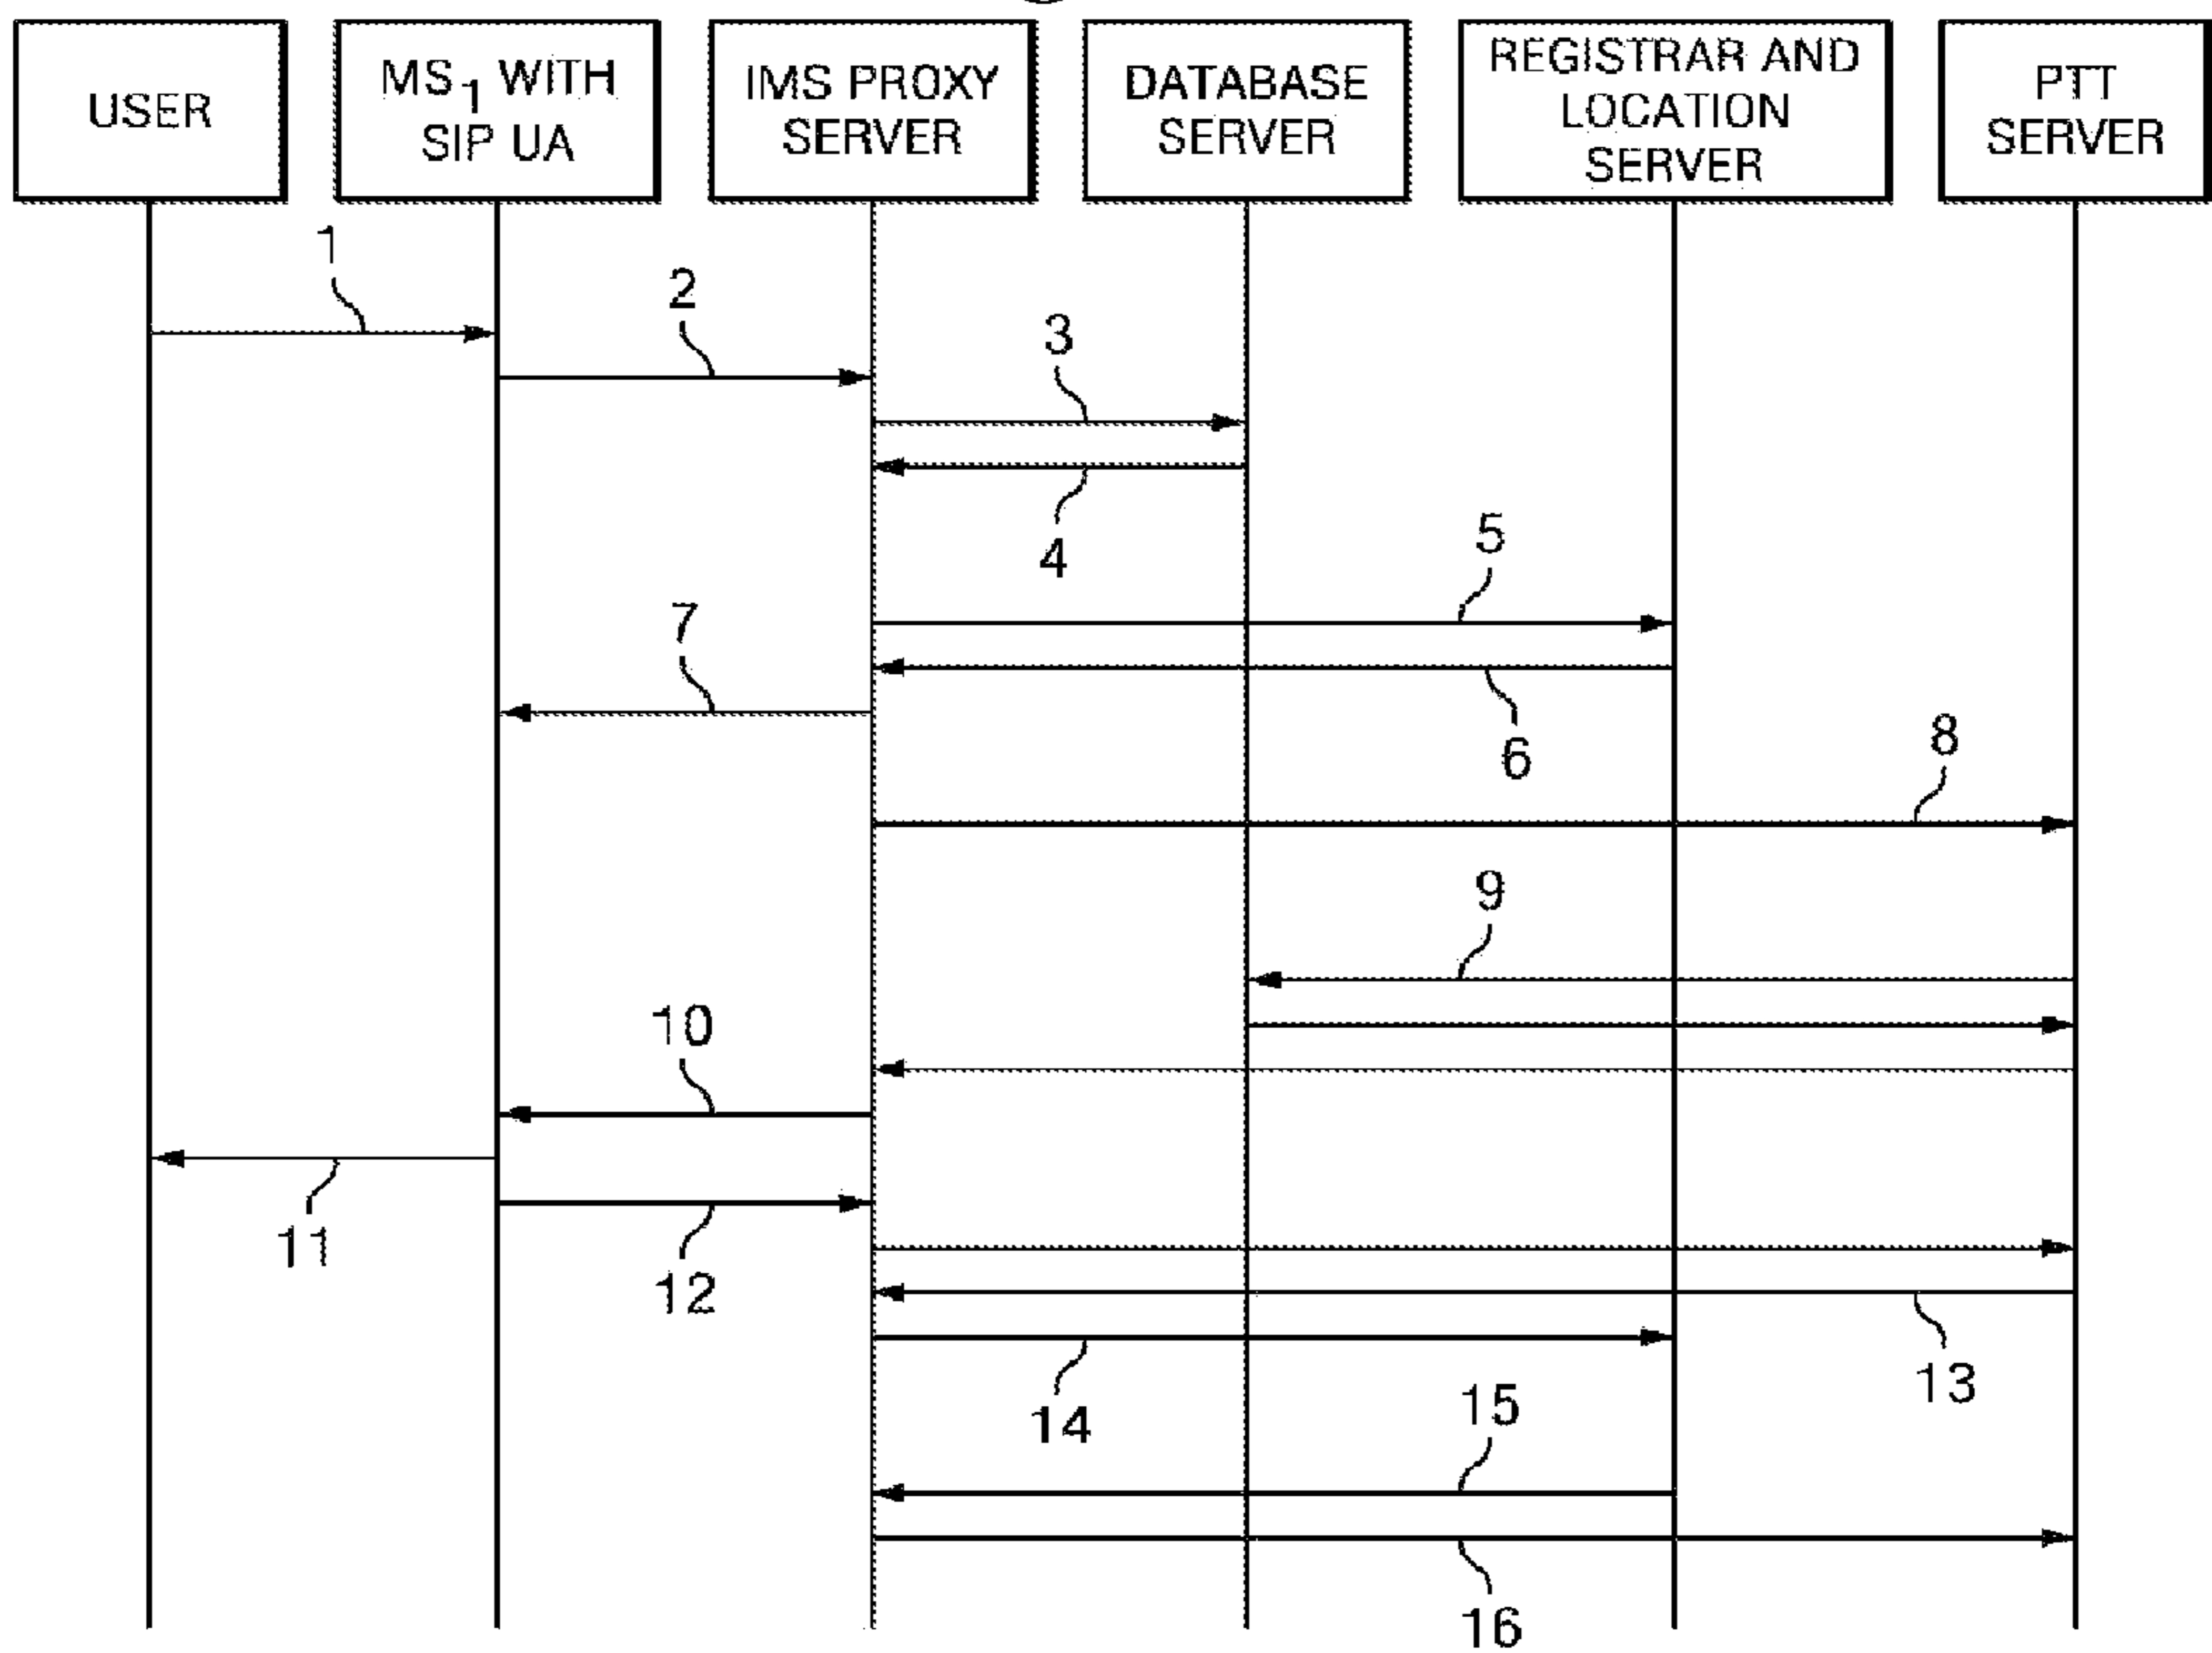 USER
MS1 WITH
SIP UA
IMS PROXY
SERVER
DATABASE
SERVER
REGISTRAR AND
LOCATION
SERVER
PTT
SERVER
1
2
3
4
5
7
6
8
9
10
11
12
13
14
15
16